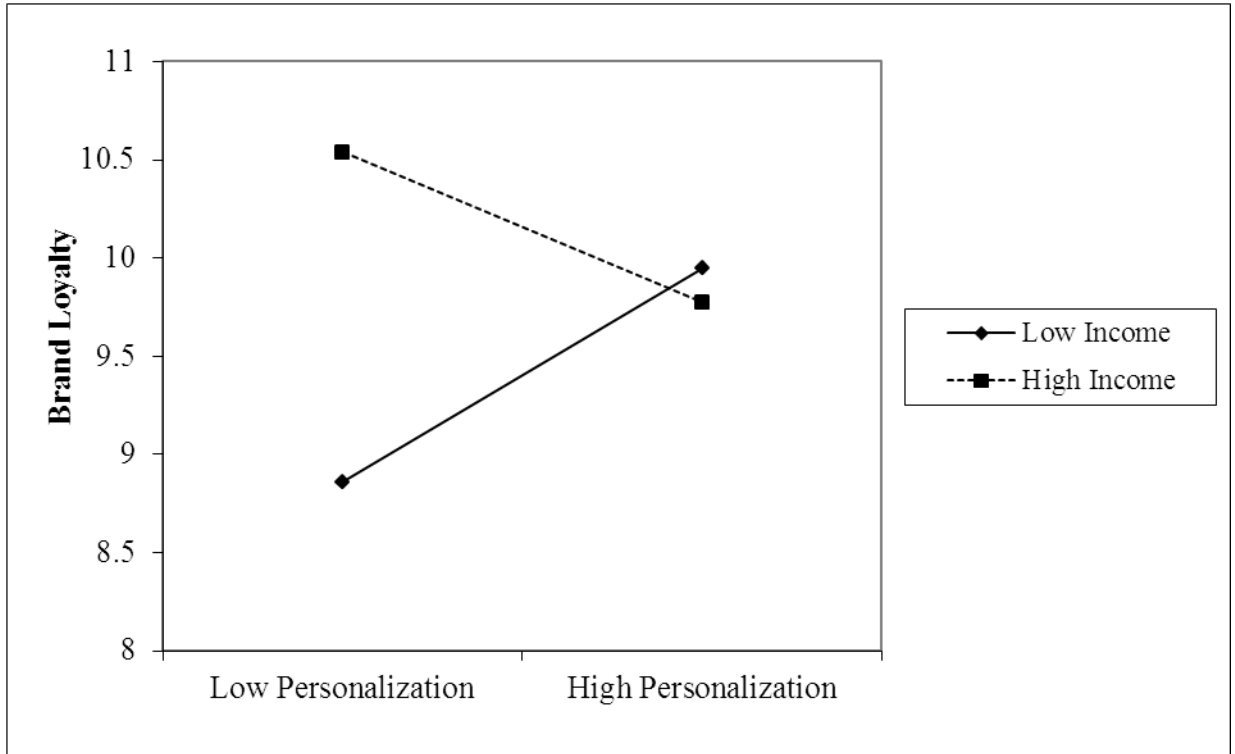 11
10.5
10
9.5
9
8.5
8
Brand Loyalty
Low Personalization
High Personalization
Low Income
High Income